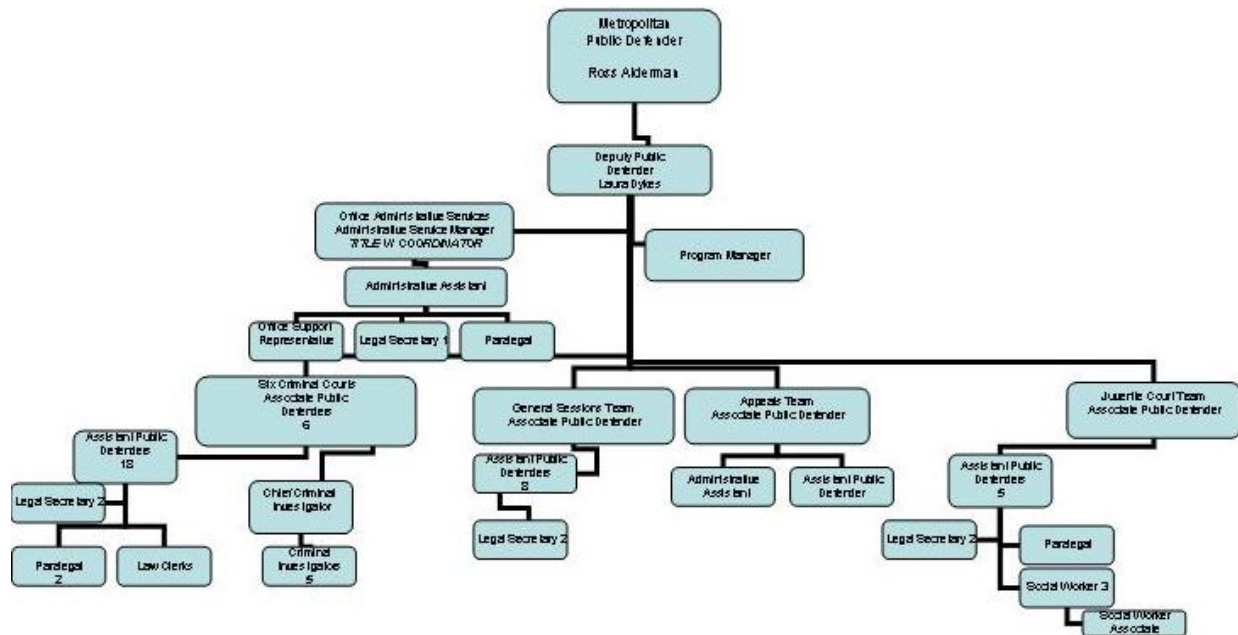 Metropolitan
Public Defender
Ross Alderman
Deputy Public
Defender
Laura Dykes
Office Administrative Services
Administrative Service Manager
TITLE VI COORDINATOR
Program Manager
Administrative Assistant
Office Support
Representative
Legal Secretary 1
Paralegal
Six Criminal Courts
Associate Public
Defenders
6
General Sessions Team
Associate Public Defender
Appeals Team
Associate Public Defender
Juvenile Court Team
Associate Public Defender
Assistant Public
Defenders
18
Legal Secretary 2
Paralegal
2
Law Clerks
Chief Criminal
Investigator
Criminal
Investigators
5
Assistant Public
Defenders
8
Legal Secretary 2
Administrative
Assistant
Assistant Public
Defender
Assistant Public
Defenders
5
Legal Secretary 2
Paralegal
Social Worker 3
Social Worker
Associate